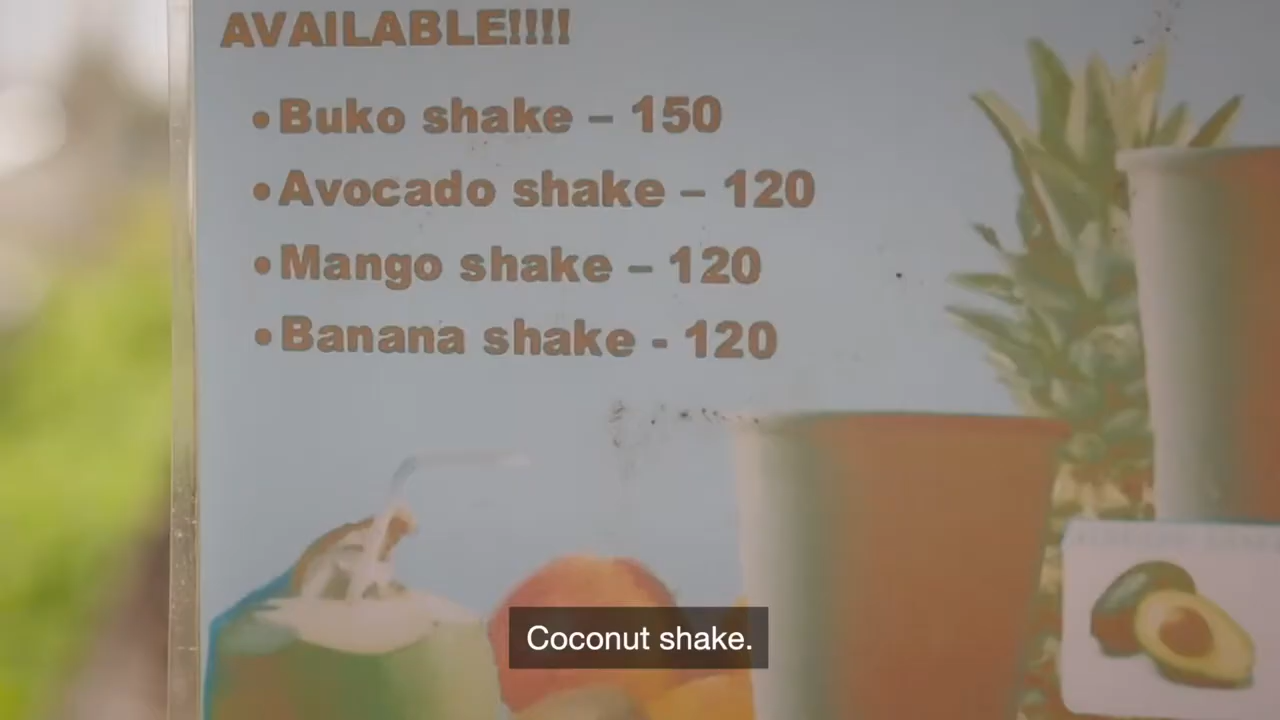 AVAILABLE!!!!
• Buko shake – 150
• Avocado shake – 120
• Mango shake – 120
• Banana shake - 120
Coconut shake.